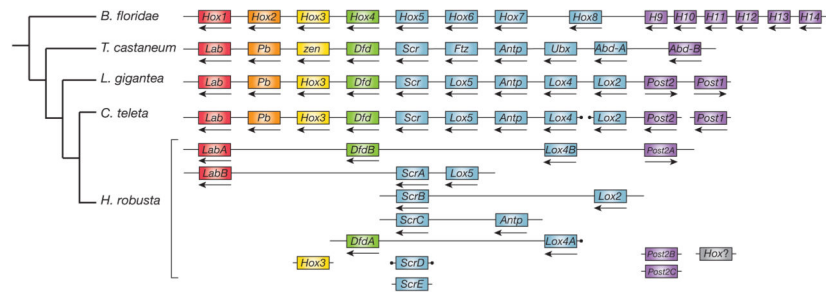 B. floridae Hox1 Hox2 Hox3 Hox4 Hox5 Hox6 Hox7 Hox8 H9 H10 H11 H12 H13 H14
T. castaneum Lab Pb zen Dfd Scr Ftz Antp Ubx Abd-A Abd-B
L. gigantea Lab Pb Hox3 Dfd Scr Lox5 Antp Lox4 Lox2 Post2 Post1
C. teleta Lab Pb Hox3 Dfd Scr Lox5 Antp Lox4 Lox2 Post2 Post1
LabA DfdB Lox4B Post2A
LabB ScrA Lox5
H. robusta ScrB Lox2
ScrC Antp
DfdA Lox4A
Hox3 ScrD Post2B Hox?
ScrE Post2C